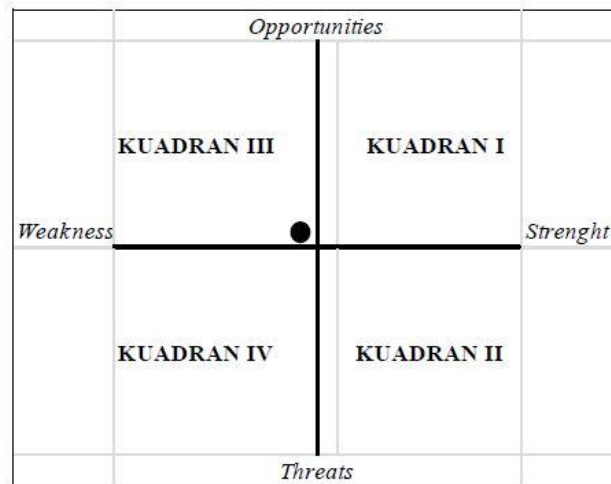 Opportunities
KUADRAN III
KUADRAN I
Weakness
Strenght
KUADRAN IV
KUADRAN II
Threats